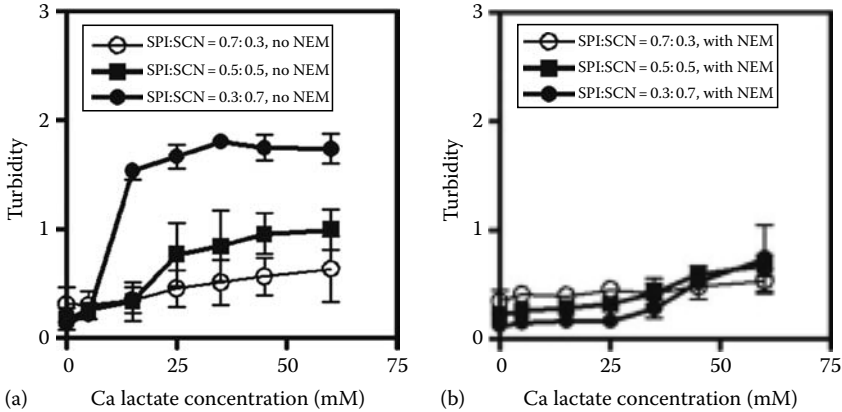 3
2
1
0
Turbidity
SPI:SCN = 0.7:0.3, no NEM
SPI:SCN = 0.5:0.5, no NEM
SPI:SCN = 0.3:0.7, no NEM
0
25
50
75
(a)
Ca lactate concentration (mM)
3
2
1
0
Turbidity
SPI:SCN = 0.7:0.3, with NEM
SPI:SCN = 0.5:0.5, with NEM
SPI:SCN = 0.3:0.7, with NEM
0
25
50
75
(b)
Ca lactate concentration (mM)